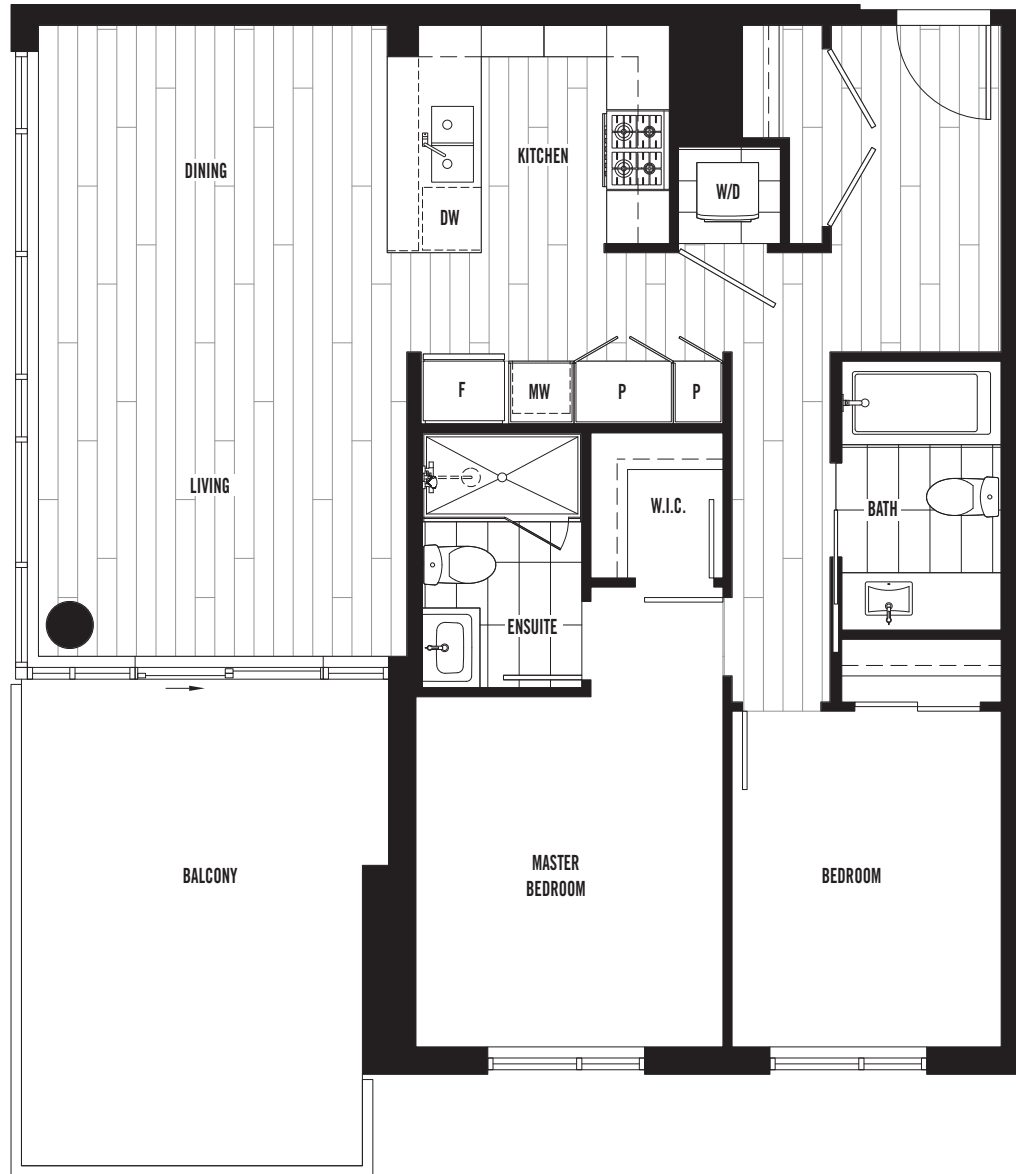 DINING
KITCHEN
W/D
DW
F
MW
P
P
LIVING
W.I.C.
BATH
ENSUITE
BALCONY
MASTER
BEDROOM
BEDROOM